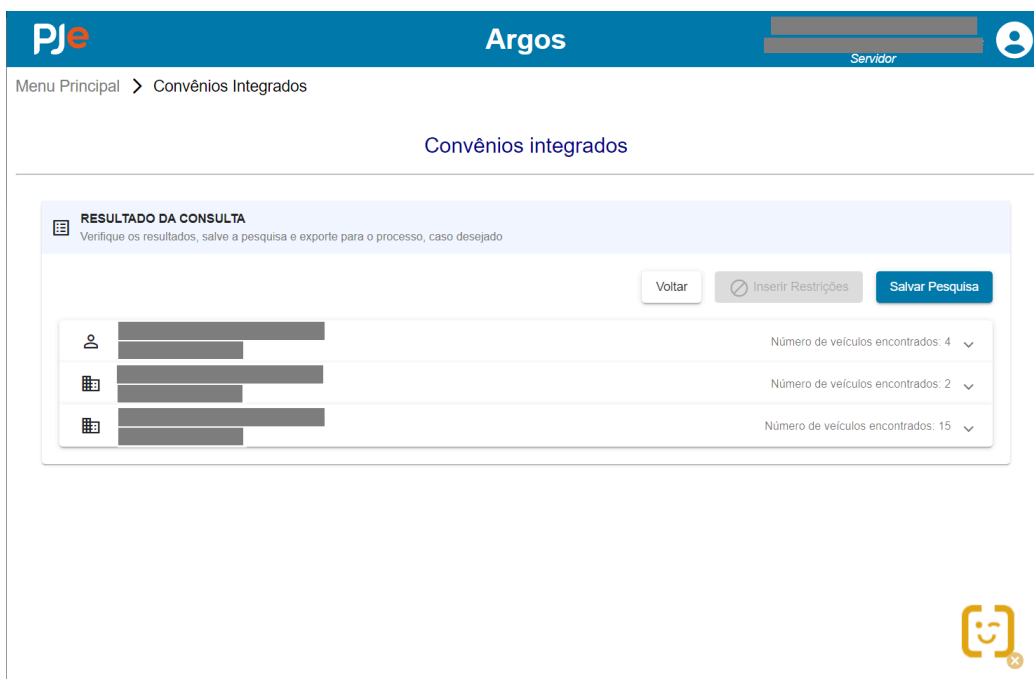 PJe
Argos
Servidor
Menu Principal Convênios Integrados
Convênios integrados
RESULTADO DA CONSULTA
Verifique os resultados, salve a pesquisa e exporte para o processo, caso desejado
Voltar Inserir Restrições Salvar Pesquisa
Número de veículos encontrados: 4
Número de veículos encontrados: 2
Número de veículos encontrados: 15